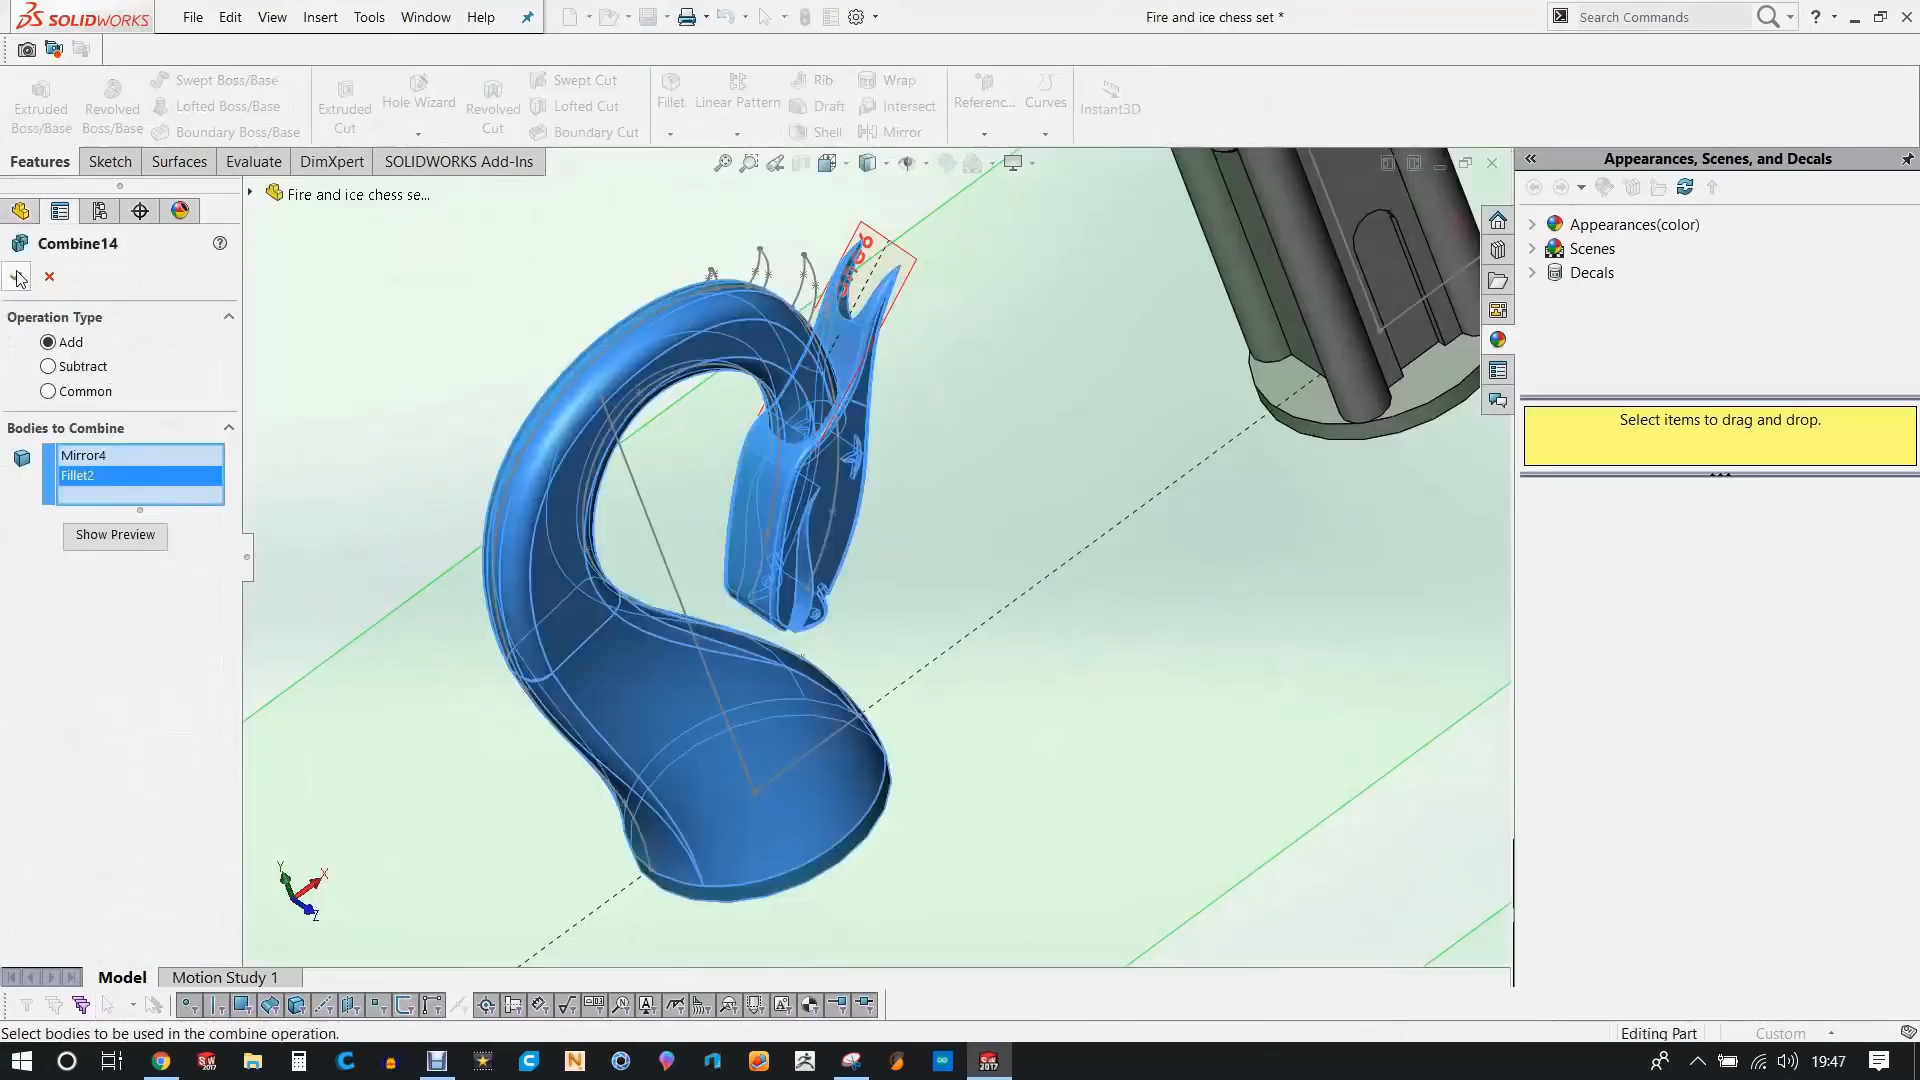 SOLIDWORKS
File Edit View Insert Tools Window Help
Fire and ice chess set *
Search Commands
Extruded Boss/Base
Revolved Boss/Base
Swept Boss/Base
Lofted Boss/Base
Boundary Boss/Base
Extruded Cut
Hole Wizard
Revolved Cut
Swept Cut
Lofted Cut
Boundary Cut
Fillet
Linear Pattern
Rib
Draft
Shell
Wrap
Intersect
Mirror
Referenc...
Curves
Instant3D
Features Sketch Surfaces Evaluate DimXpert SOLIDWORKS Add-Ins
Appearances, Scenes, and Decals
Fire and ice chess se...
Combine14
Appearances(color)
Scenes
Decals
Operation Type
Add
Subtract
Common
Bodies to Combine
Mirror4
Fillet2
Show Preview
Select items to drag and drop.
Y
X
Z
Model Motion Study 1
Select bodies to be used in the combine operation.
Editing Part
Custom
19:47